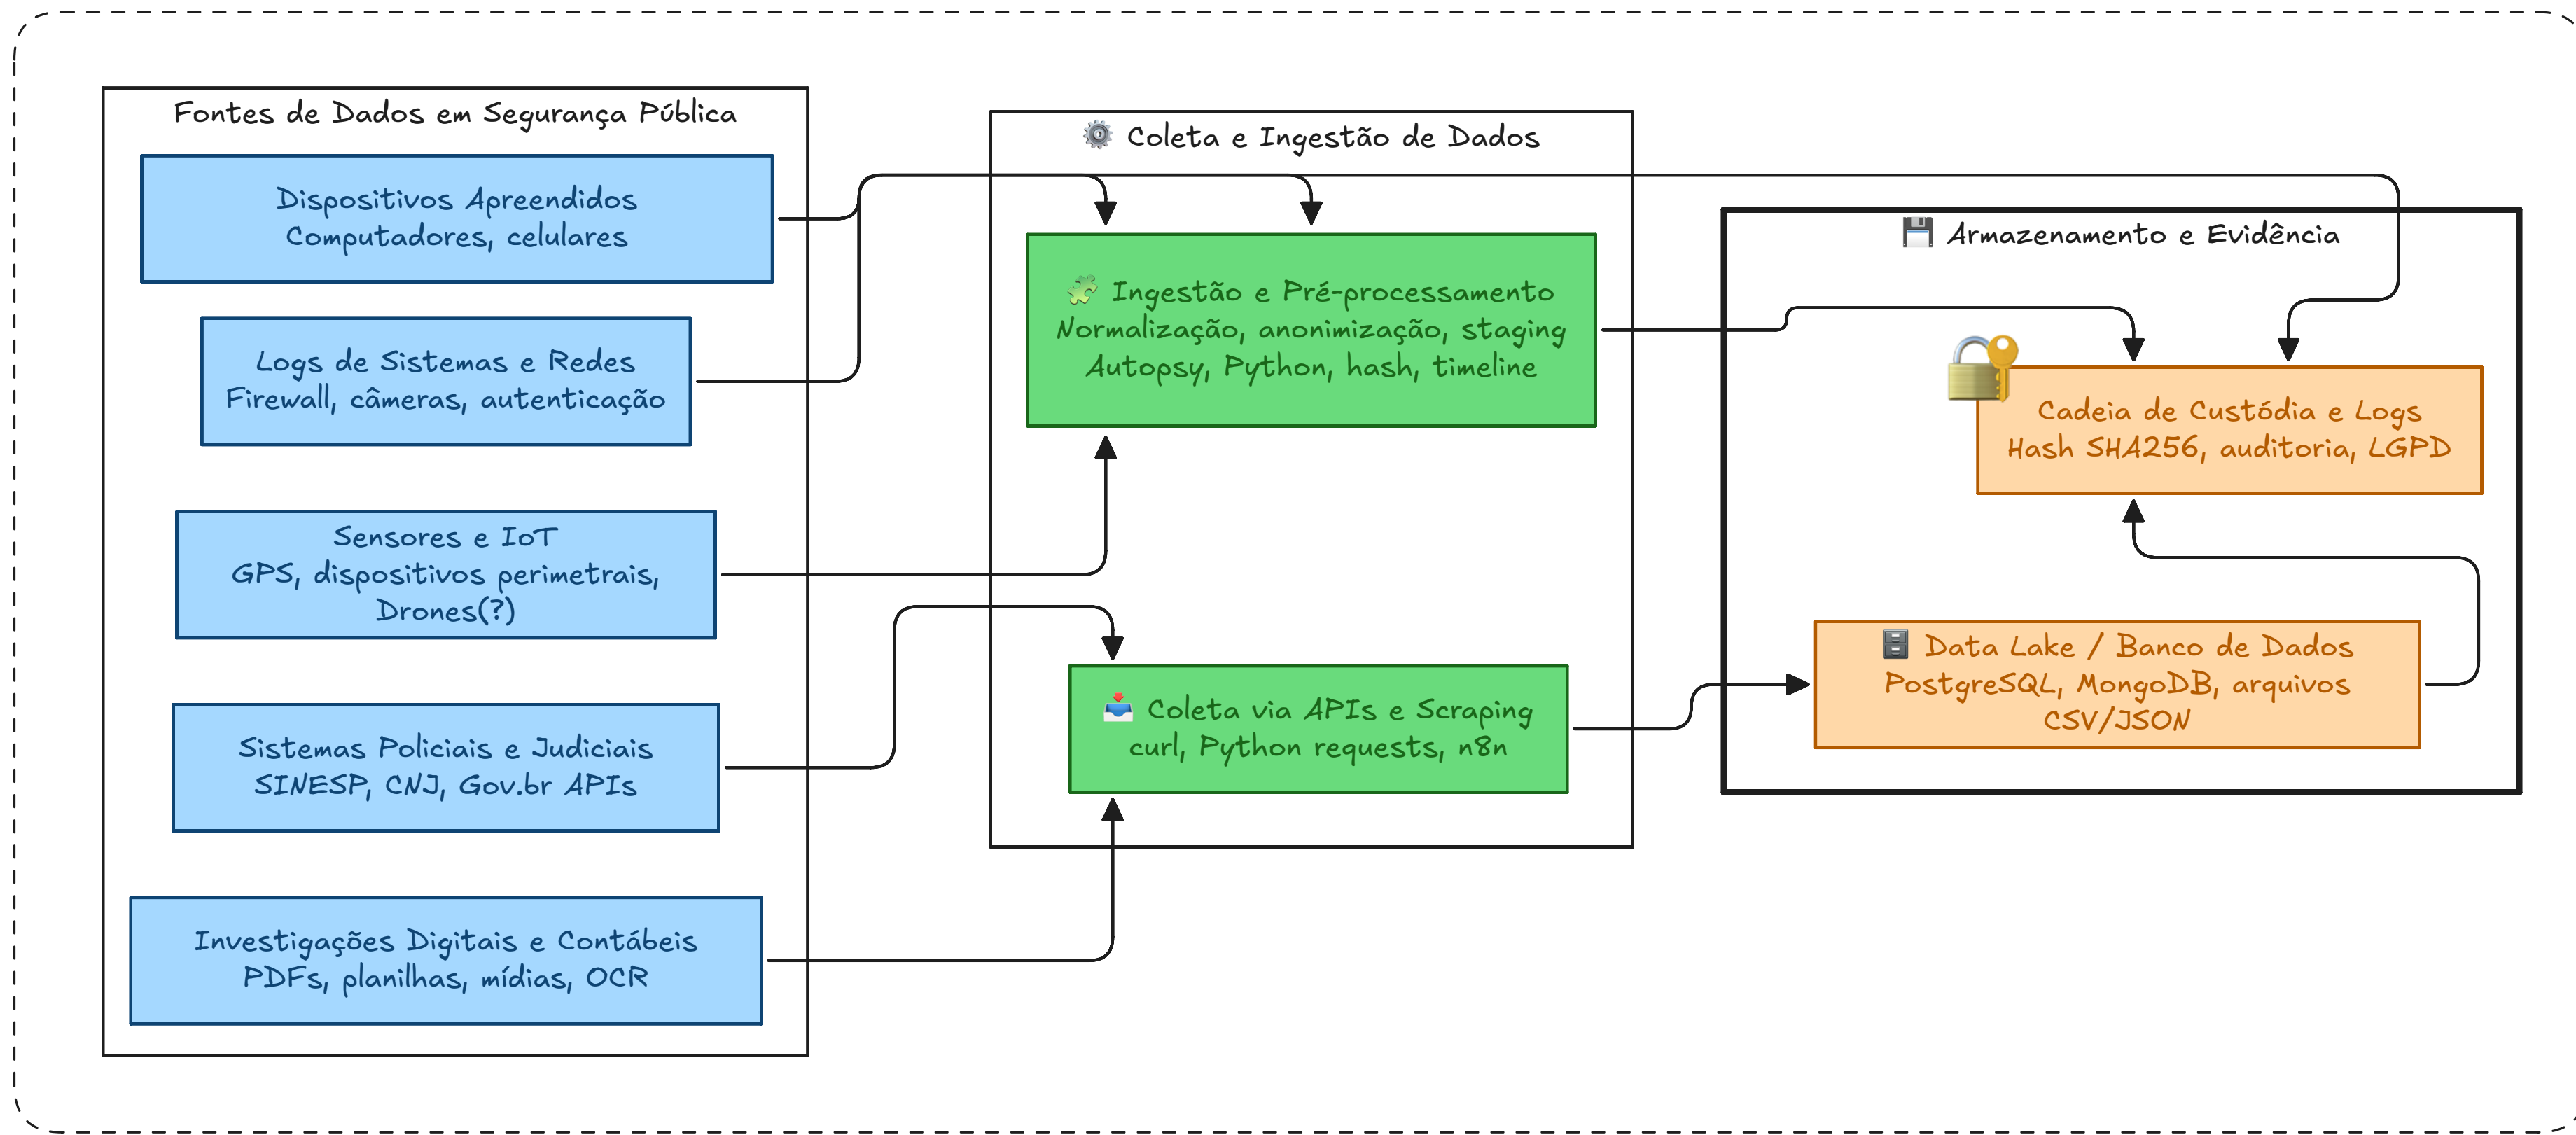 Fontes de Dados em Segurança Pública
Dispositivos Apreendidos
Computadores, celulares
Logs de Sistemas e Redes
Firewall, câmeras, autenticação
Sensores e IoT
GPS, dispositivos perimetrais,
Drones(?)
Sistemas Policiais e Judiciais
SINESP, CNJ, Gov.br APIs
Investigações Digitais e Contábeis
PDFs, planilhas, mídias, OCR
⚙️ Coleta e Ingestão de Dados
🧩 Ingestão e Pré-processamento
Normalização, anonimização, staging
Autopsy, Python, hash, timeline
📥 Coleta via APIs e Scraping
curl, Python requests, n8n
💾 Armazenamento e Evidência
🔐
Cadeia de Custódia e Logs
Hash SHA256, auditoria, LGPD
🗄️ Data Lake / Banco de Dados
PostgreSQL, MongoDB, arquivos
CSV/JSON